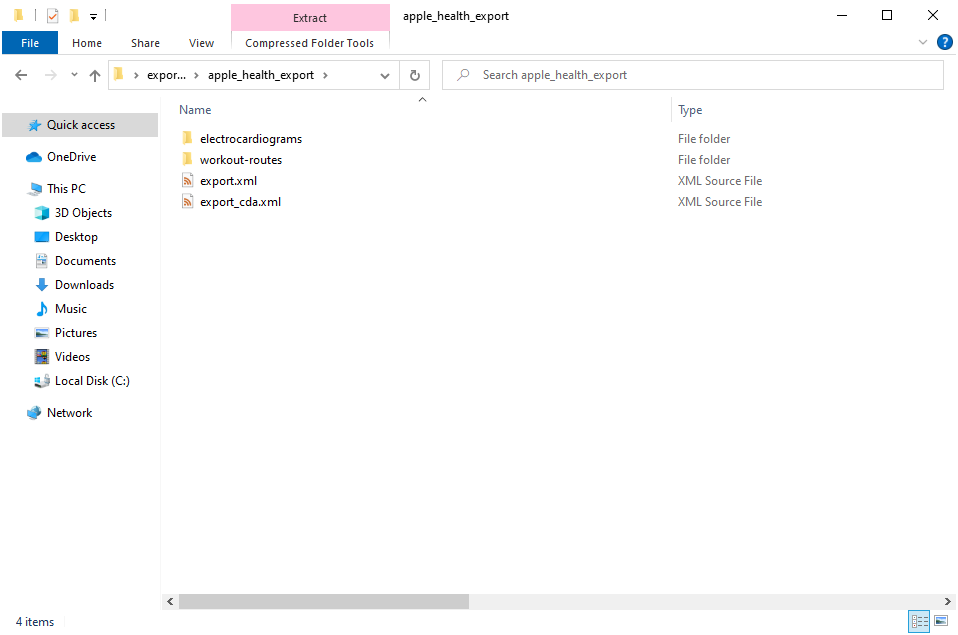 Extract
apple_health_export
File
Home
Share
View
Compressed Folder Tools
?
expor... > apple_health_export >
Search apple_health_export
Name
Type
Quick access
OneDrive
This PC
3D Objects
Desktop
Documents
Downloads
Music
Pictures
Videos
Local Disk (C:)
Network
electrocardiograms
File folder
workout-routes
File folder
export.xml
XML Source File
export_cda.xml
XML Source File
4 items